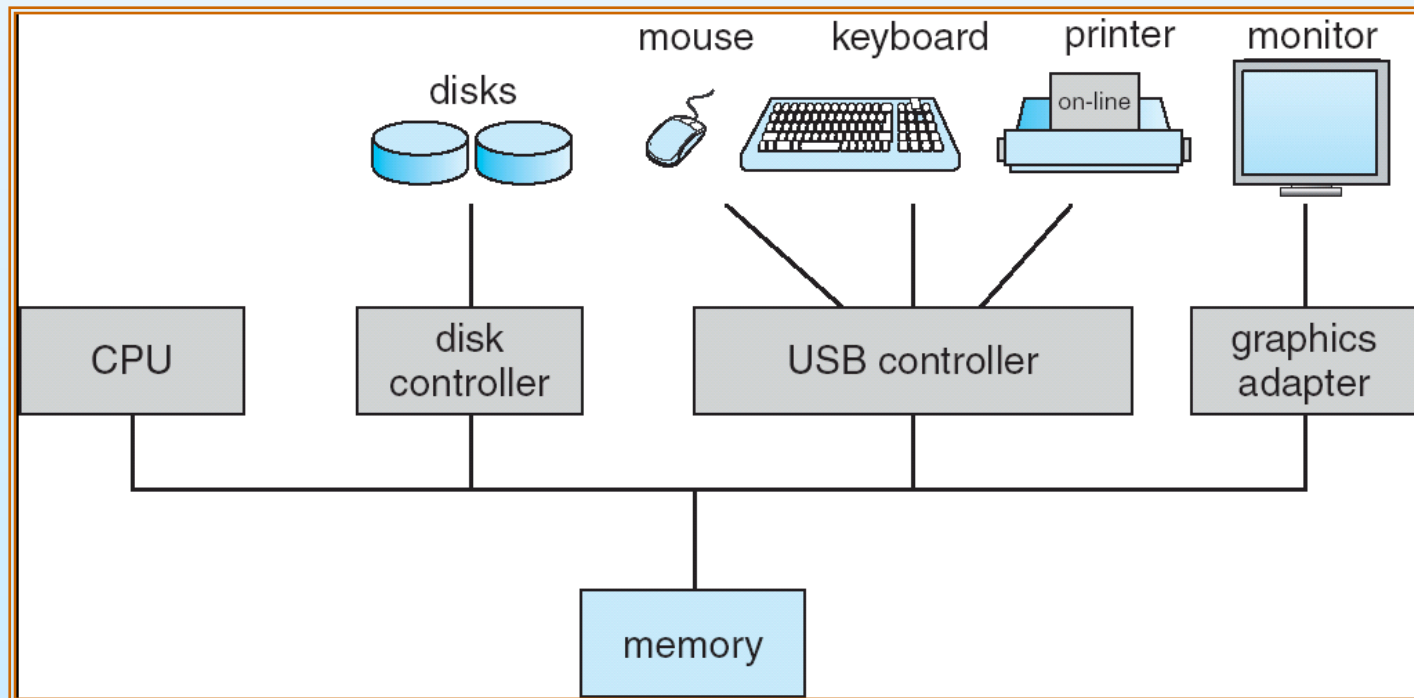 mouse
keyboard
printer
monitor
disks
on-line
CPU
disk
controller
USB controller
graphics
adapter
memory